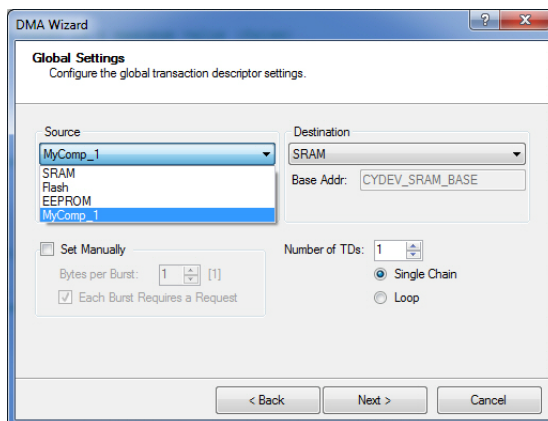 DMA Wizard
Global Settings
Configure the global transaction descriptor settings.
Source
MyComp_1
SRAM
Flash
EEPROM
MyComp_1
Destination
SRAM
Base Addr: CYDEV_SRAM_BASE
Set Manually
Bytes per Burst: 1 [1]
Each Burst Requires a Request
Number of TDs: 1
Single Chain
Loop
< Back Next > Cancel